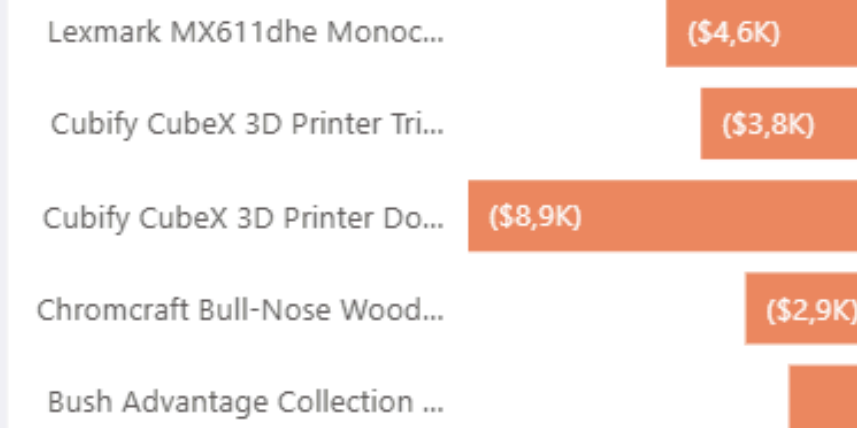 Lexmark MX611dhe Monoc... ($4,6K)
Cubify CubeX 3D Printer Tri... ($3,8K)
Cubify CubeX 3D Printer Do... ($8,9K)
Chromcraft Bull-Nose Wood... ($2,9K)
Bush Advantage Collection ...